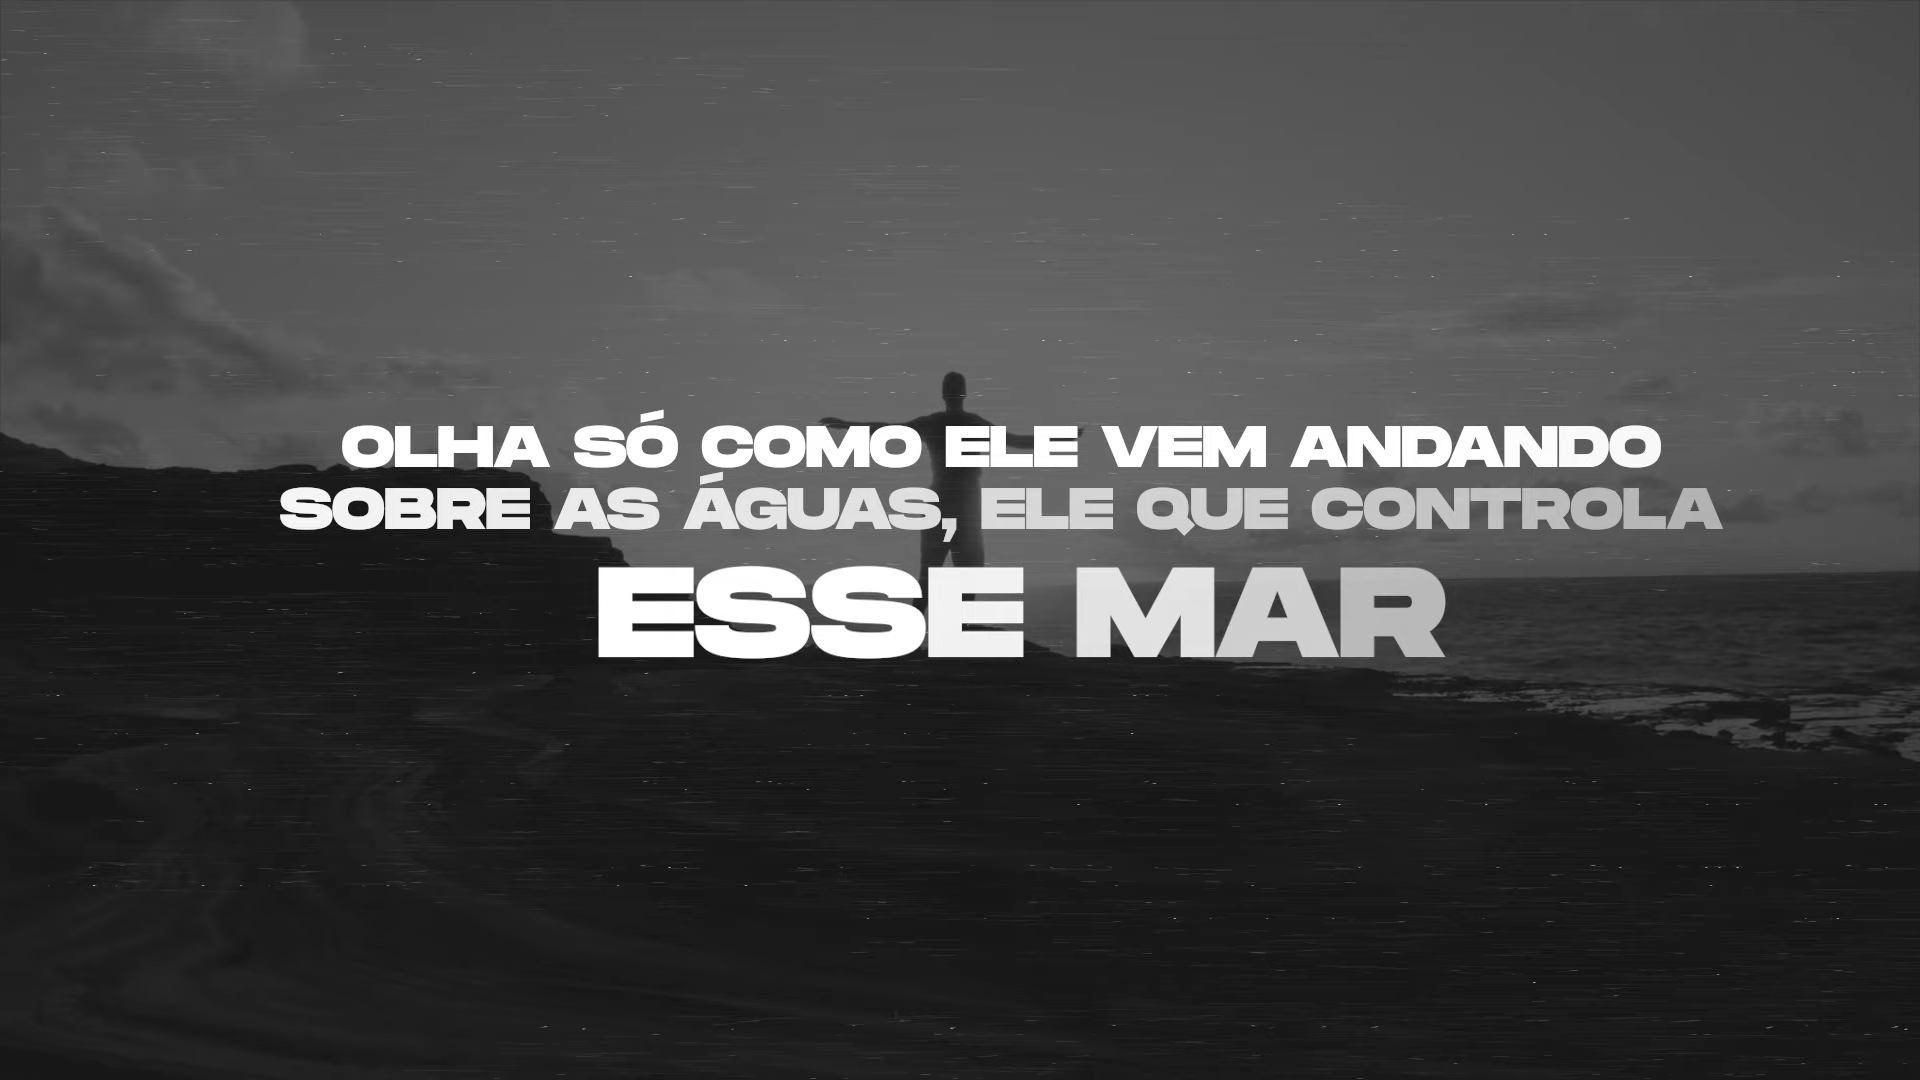 OLHA SÓ COMO ELE VEM ANDANDO
SOBRE AS ÁGUAS, ELE QUE CONTROLA
ESSE MAR